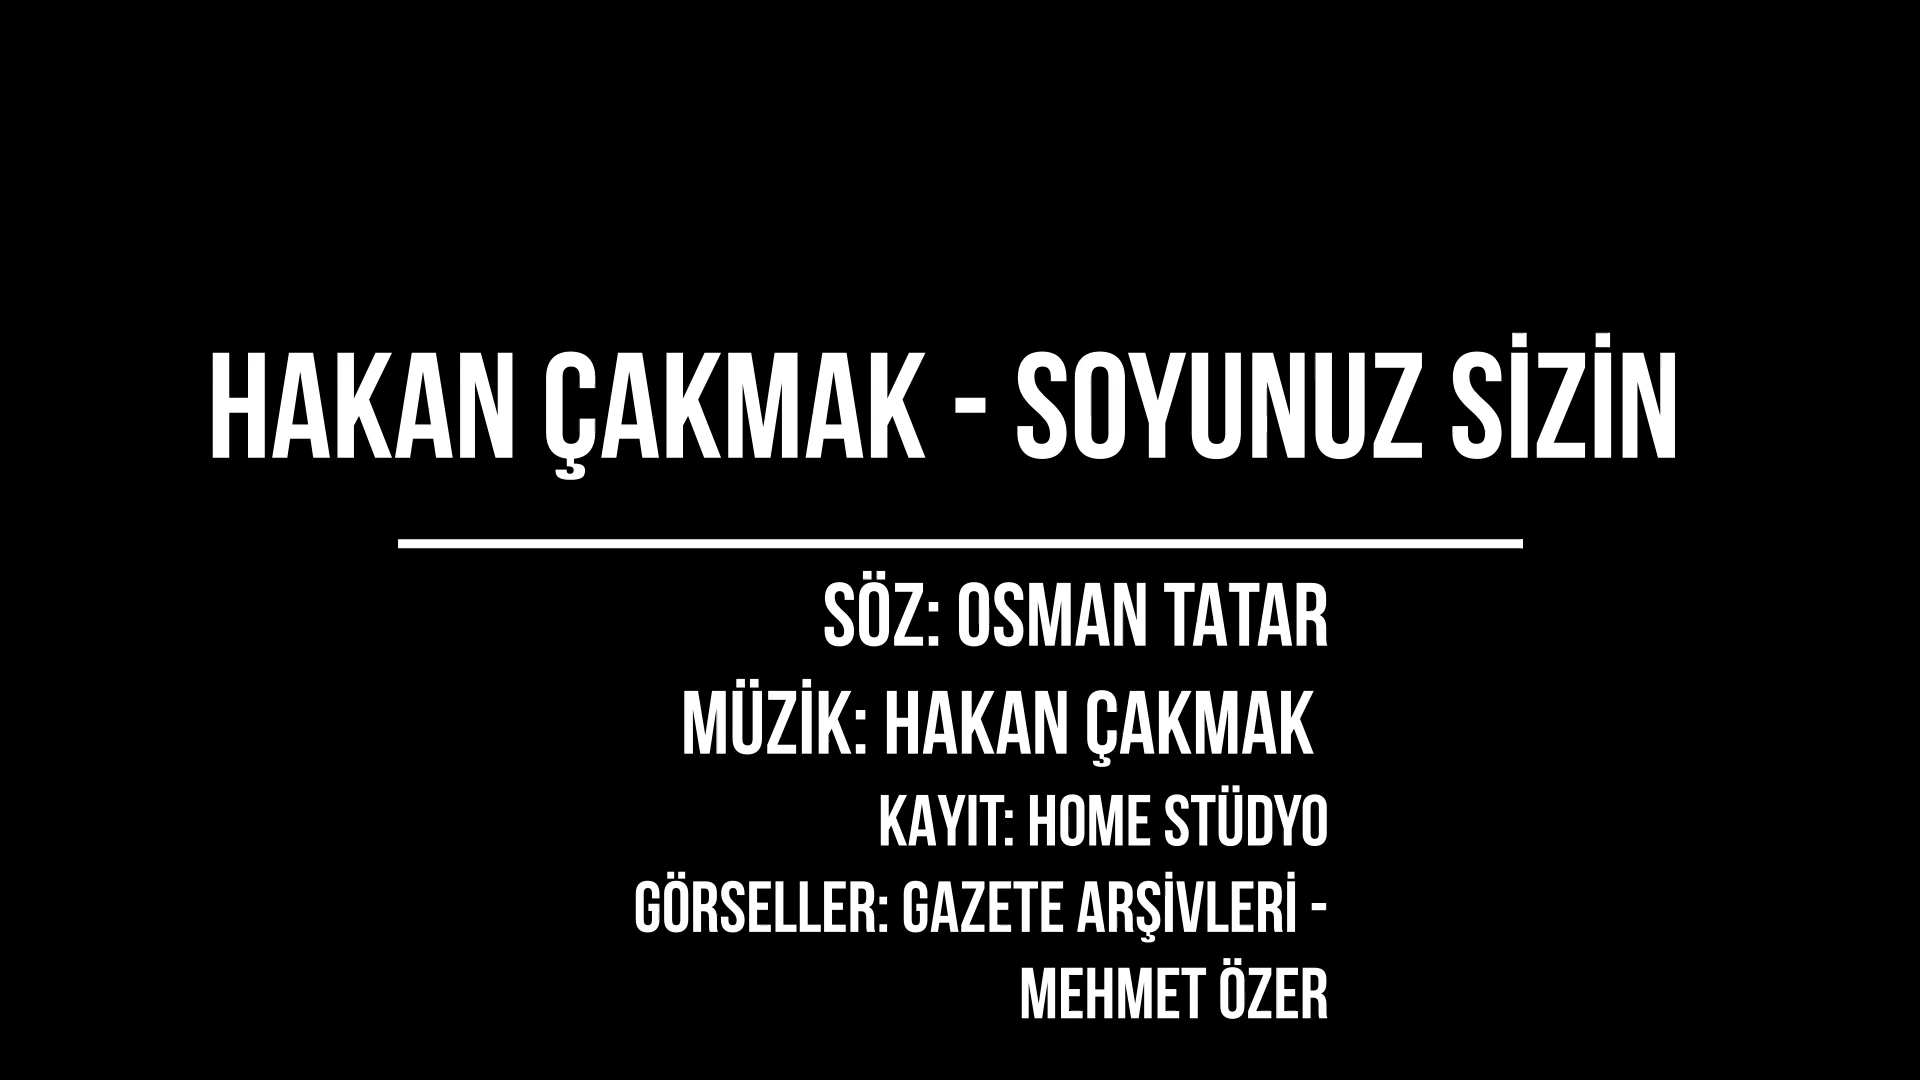 HAKAN ÇAKMAK - SOYUNUZ SİZİN
SÖZ: OSMAN TATAR
MÜZİK: HAKAN ÇAKMAK
KAYIT: HOME STÜDYO
GÖRSELLER: GAZETE ARŞİVLERİ -
MEHMET ÖZER